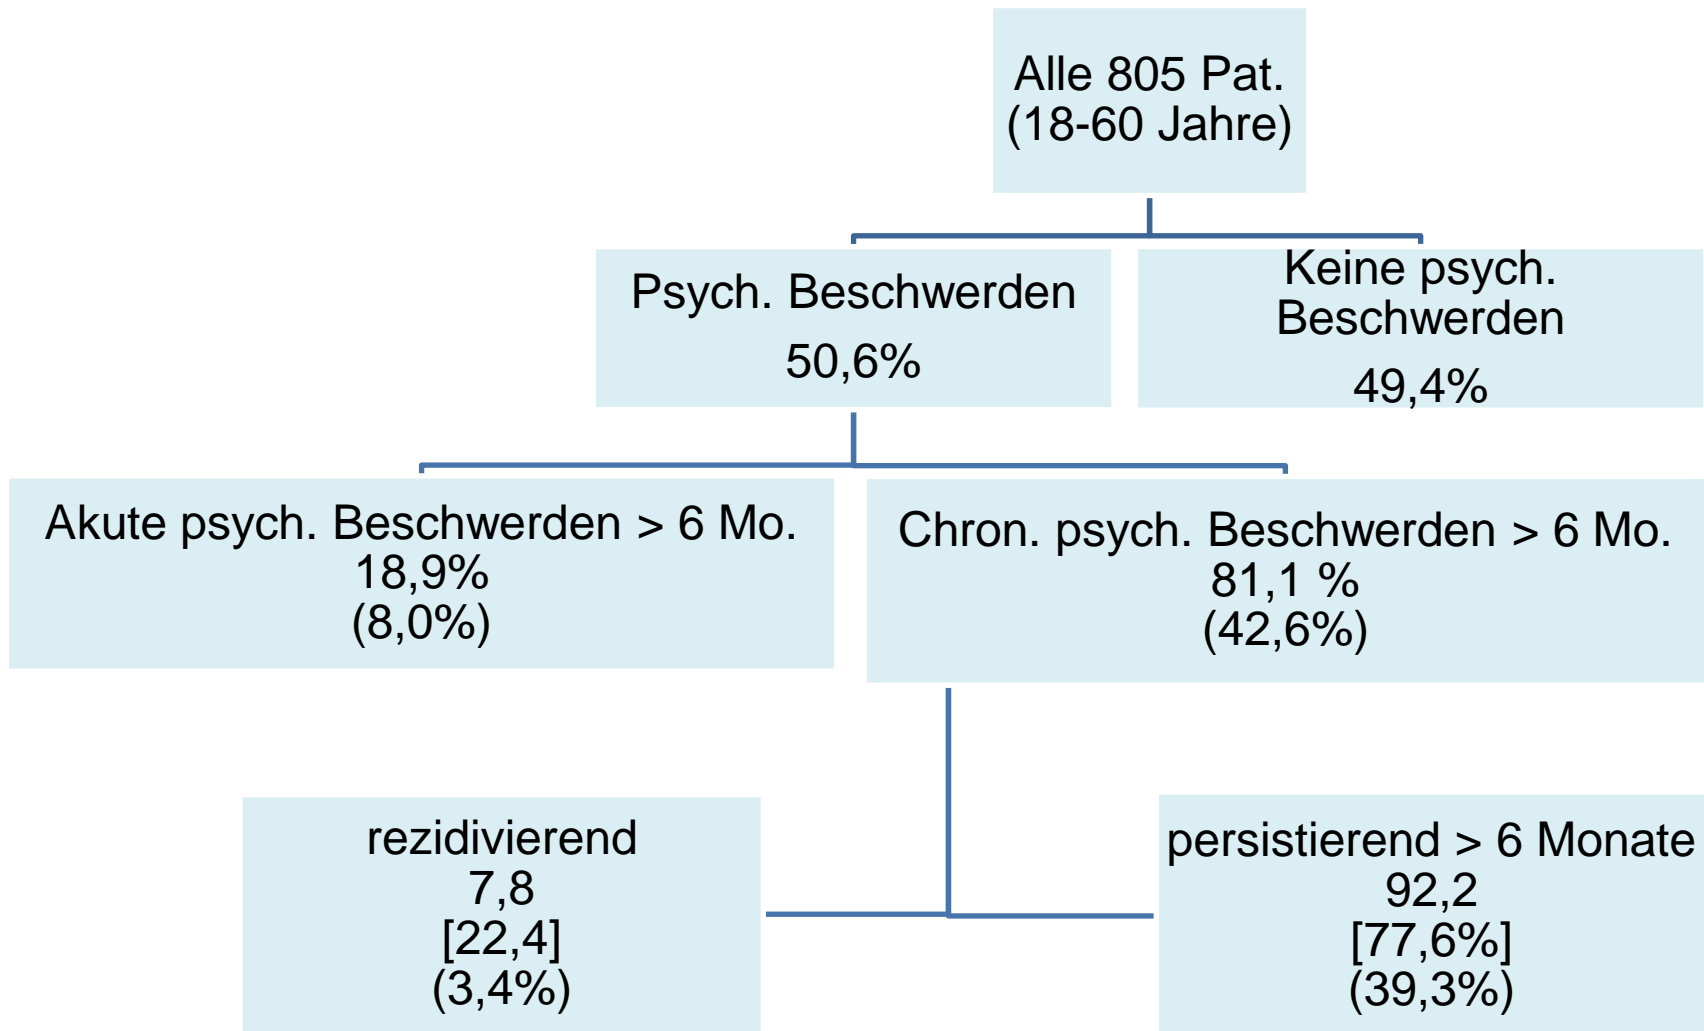 Alle 805 Pat.
(18-60 Jahre)
Psych. Beschwerden
50,6%
Keine psych.
Beschwerden
49,4%
Akute psych. Beschwerden > 6 Mo.
18,9%
(8,0%)
Chron. psych. Beschwerden > 6 Mo.
81,1 %
(42,6%)
rezidivierend
7,8
[22,4]
(3,4%)
persistierend > 6 Monate
92,2
[77,6%]
(39,3%)